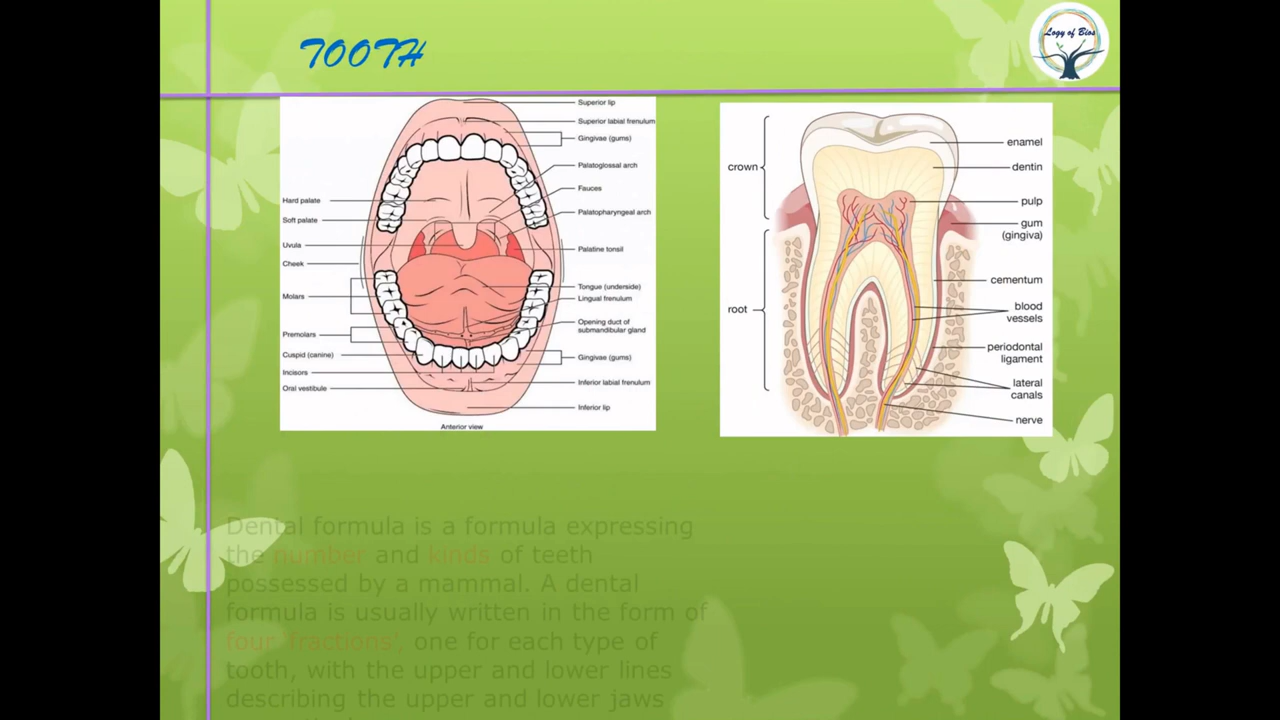 TOOTH
Logy of Bios
Superior lip
Superior labial frenulum
Gingivae (gums)
Palatoglossal arch
Fauces
Palatopharyngeal arch
Palatine tonsil
Tongue (underside)
Lingual frenulum
Opening duct of
submandibular gland
Gingivae (gums)
Inferior labial frenulum
Inferior lip
Hard palate
Soft palate
Uvula
Cheek
Molars
Premolars
Cuspid (canine)
Incisors
Oral vestibule
Anterior view
crown
root
enamel
dentin
pulp
gum
(gingiva)
cementum
blood
vessels
periodontal
ligament
lateral
canals
nerve
Dental formula is a formula expressing
the number and kinds of teeth
possessed by a mammal. A dental
formula is usually written in the form of
four 'fractions', one for each type of
tooth, with the upper and lower lines
describing the upper and lower jaws